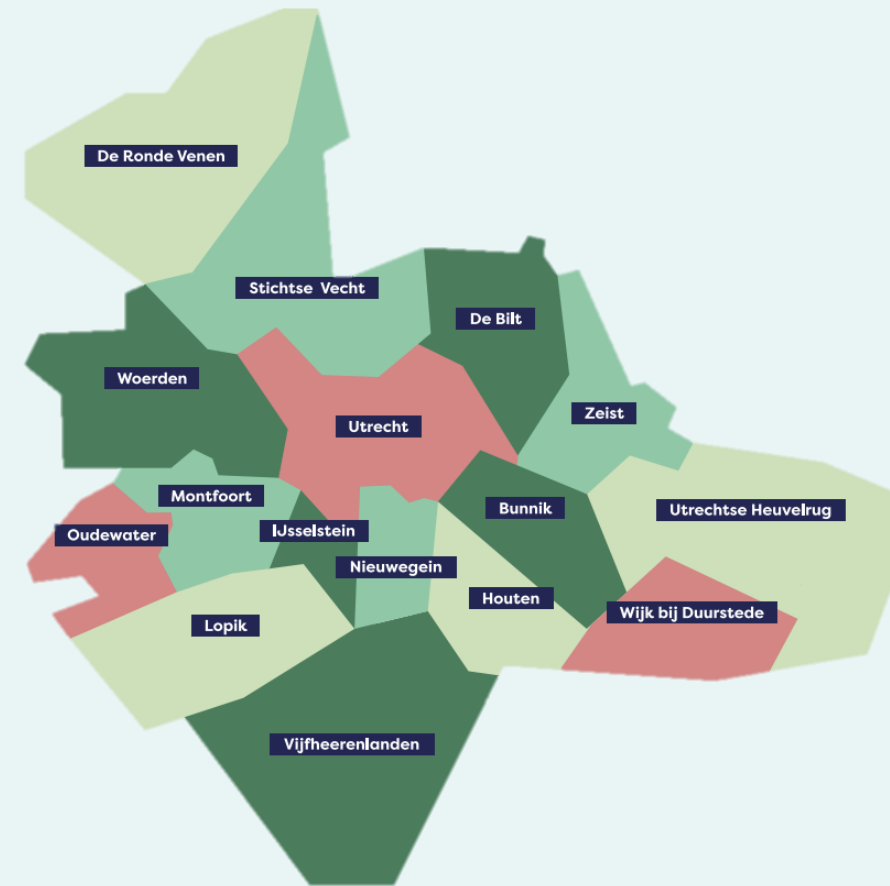 De Ronde Venen
Stichtse Vecht
De Bilt
Woerden
Zeist
Utrecht
Montfoort
Bunnik
Utrechtse Heuvelrug
IJsselstein
Oudewater
Nieuwegein
Houten
Wijk bij Duurstede
Lopik
Vijfheerenlanden